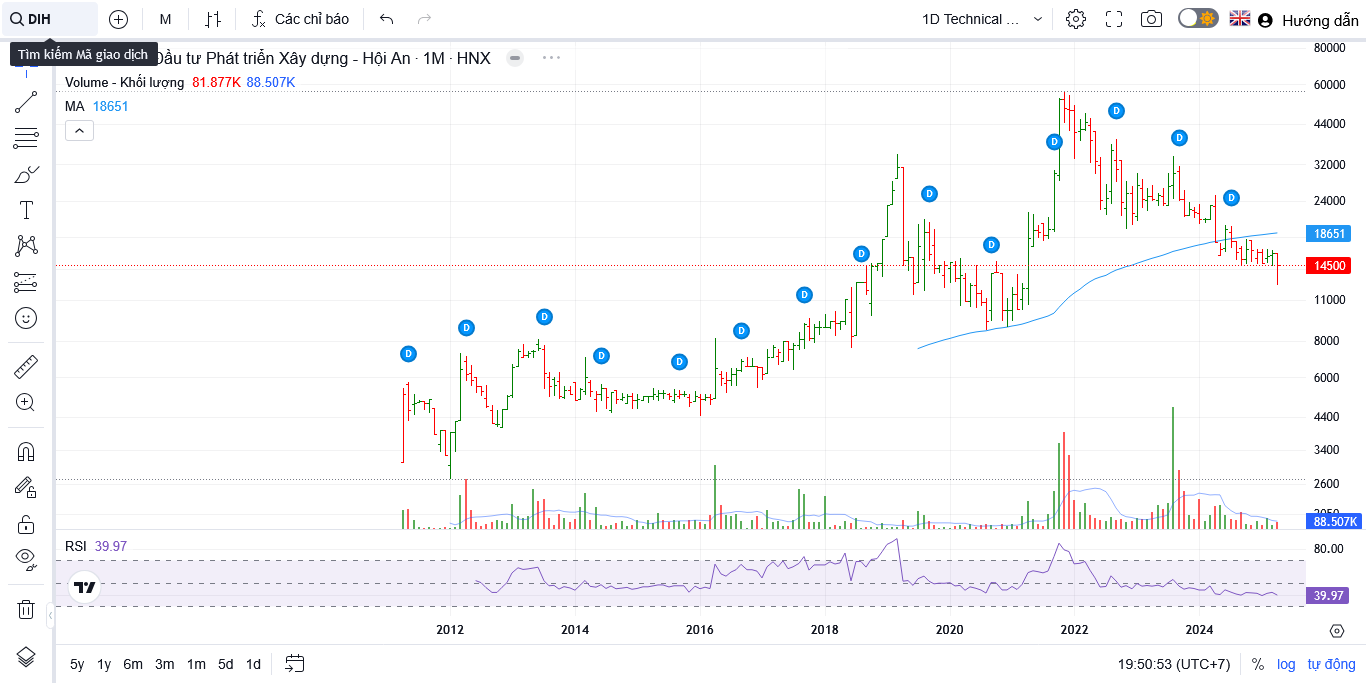 DIH
M
Các chỉ báo
1D Technical ...
Hướng dẫn
Tìm kiếm Mã giao dịch
Đầu tư Phát triển Xây dựng - Hội An · 1M · HNX
Volume - Khối lượng 81.877K 88.507K
MA 18651
80000
60000
44000
32000
24000
18651
14500
11000
8000
6000
4400
3400
2600
2050
88.507K
D
D
D
D
D
D
D
D
D
D
D
D
D
D
RSI 39.97
80.00
39.97
2012
2014
2016
2018
2020
2022
2024
5y 1y 6m 3m 1m 5d 1d
19:50:53 (UTC+7) % log tự động